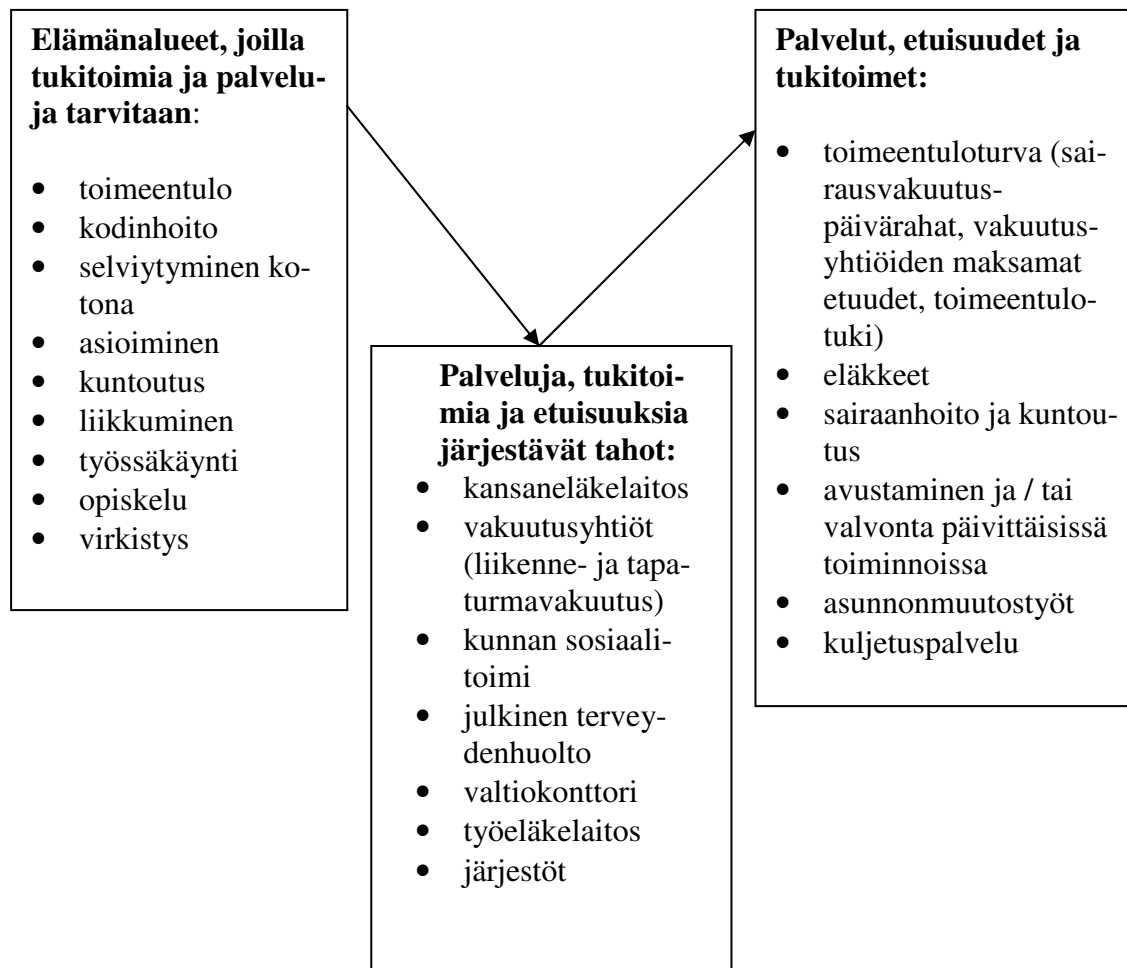 Elämänalueet, joilla
tukitoimia ja palvelu-
ja tarvitaan:
• toimeentulo
• kodinhoito
• selviytyminen ko-
tona
• asioiminen
• kuntoutus
• liikkuminen
• työssäkäynti
• opiskelu
• virkistys
Palveluja, tukitoi-
mia ja etuisuuksia
järjestävät tahot:
• kansaneläkelaitos
• vakuutusyhtiöt
(liikenne- ja tapa-
turmavakuutus)
• kunnan sosiaali-
toimi
• julkinen tervey-
denhuolto
• valtiokonttori
• työeläkelaitos
• järjestöt
Palvelut, etuisuudet ja
tukitoimet:
• toimeentuloturva (sai-
rausvakuutus-
päivärahat, vakuutus-
yhtiöiden maksamat
etuudet, toimeentulo-
tuki)
• eläkkeet
• sairaanhoito ja kuntou-
tus
• avustaminen ja / tai
valvonta päivittäisissä
toiminnoissa
• asunnonmuutostyöt
• kuljetuspalvelu